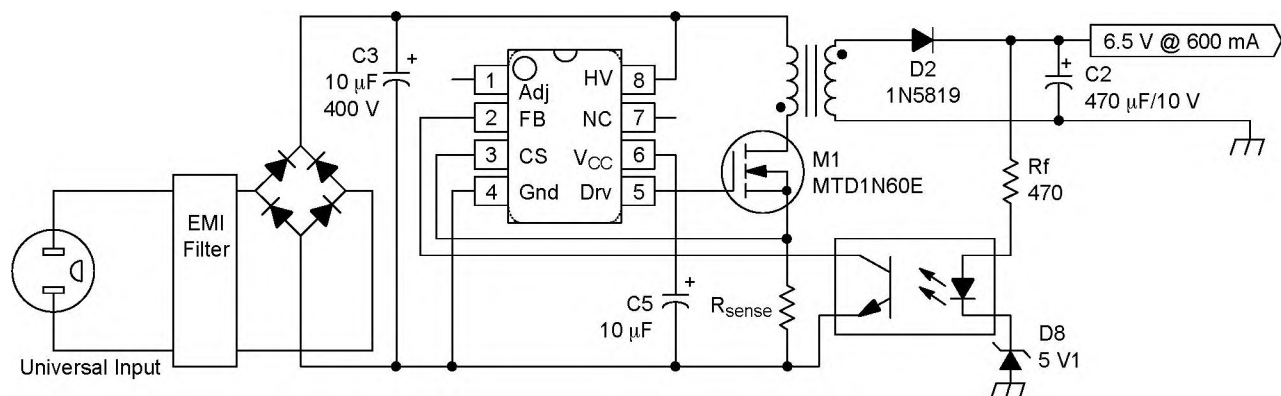 C3
10 μF
400 V
1
Adj
HV
8
2
FB
NC
7
3
CS
VCC
6
4
Gnd
Drv
5
D2
1N5819
6.5 V @ 600 mA
C2
470 μF/10 V
M1
MTD1N60E
Rf
470
EMI
Filter
C5
10 μF
Rsense
D8
5 V1
Universal Input
+
+
+